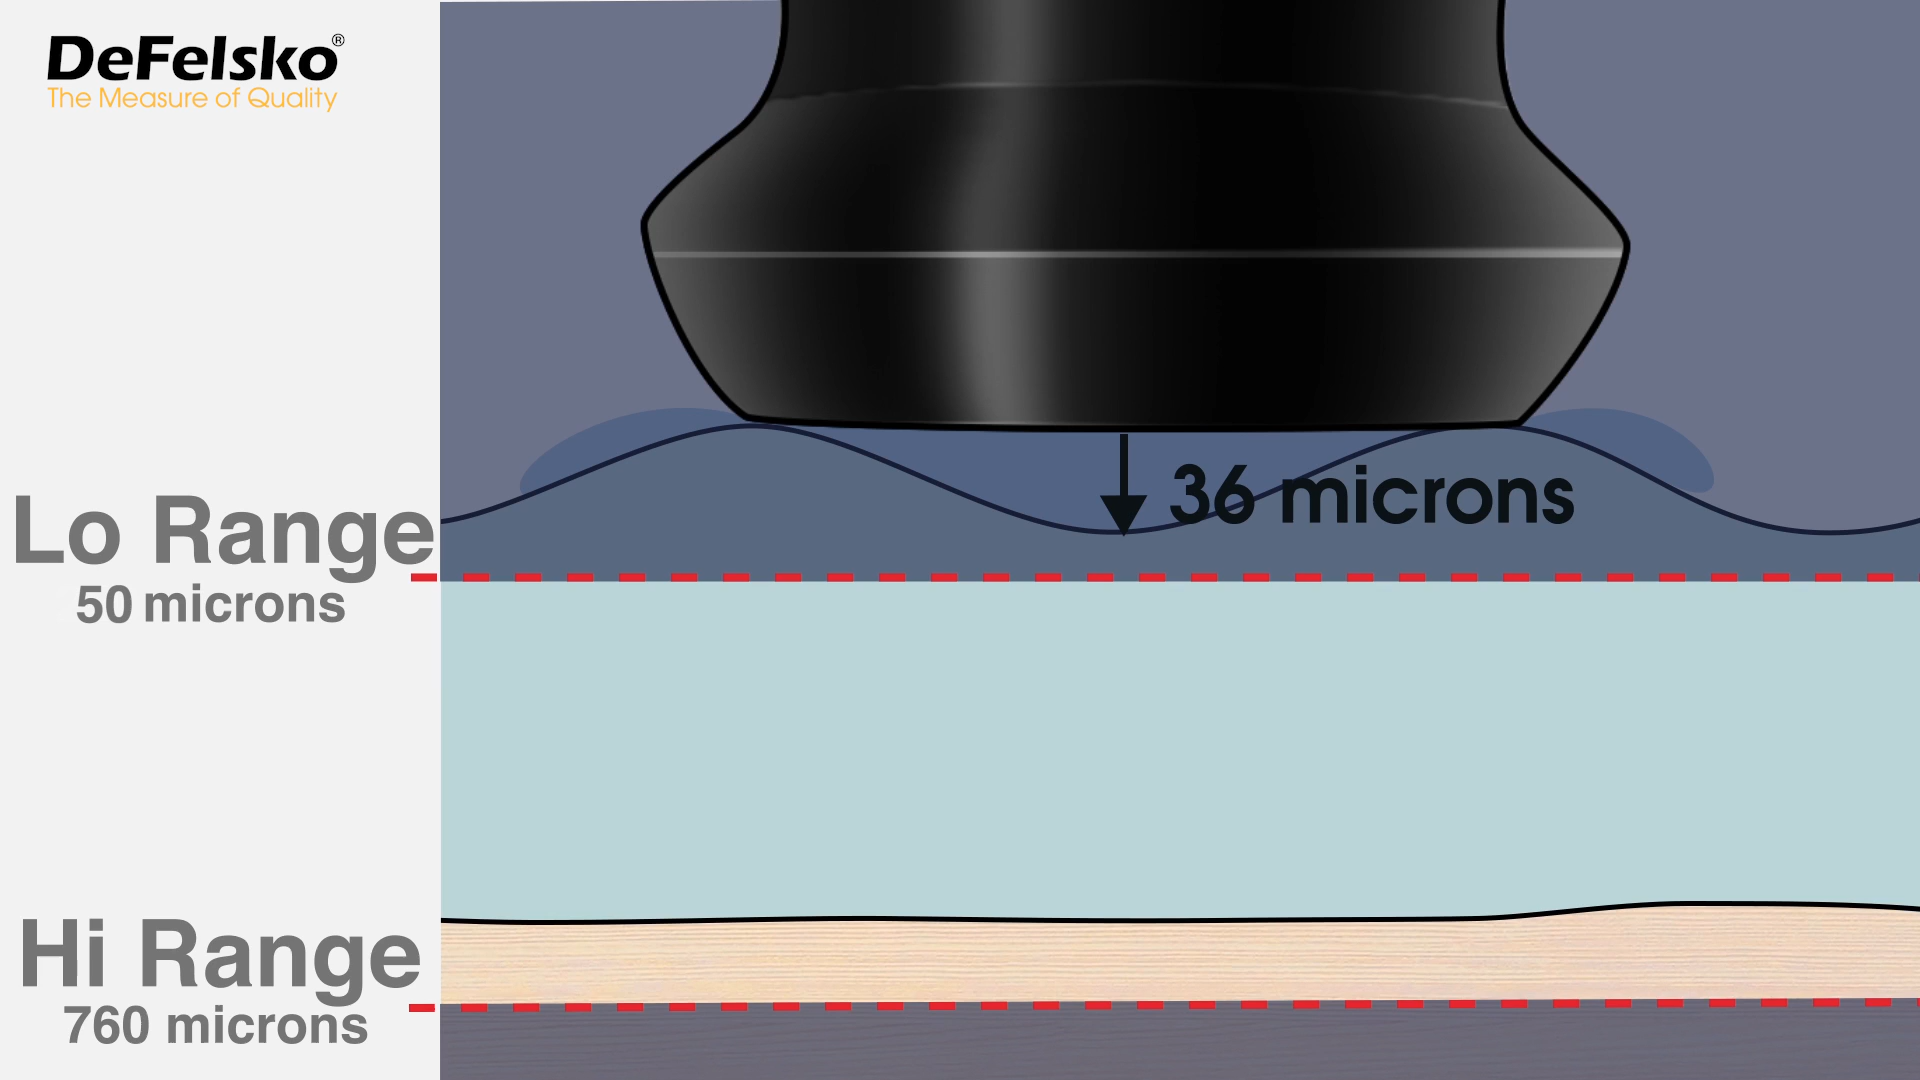 DeFelsko®
The Measure of Quality
36 microns
Lo Range
50 microns
Hi Range
760 microns